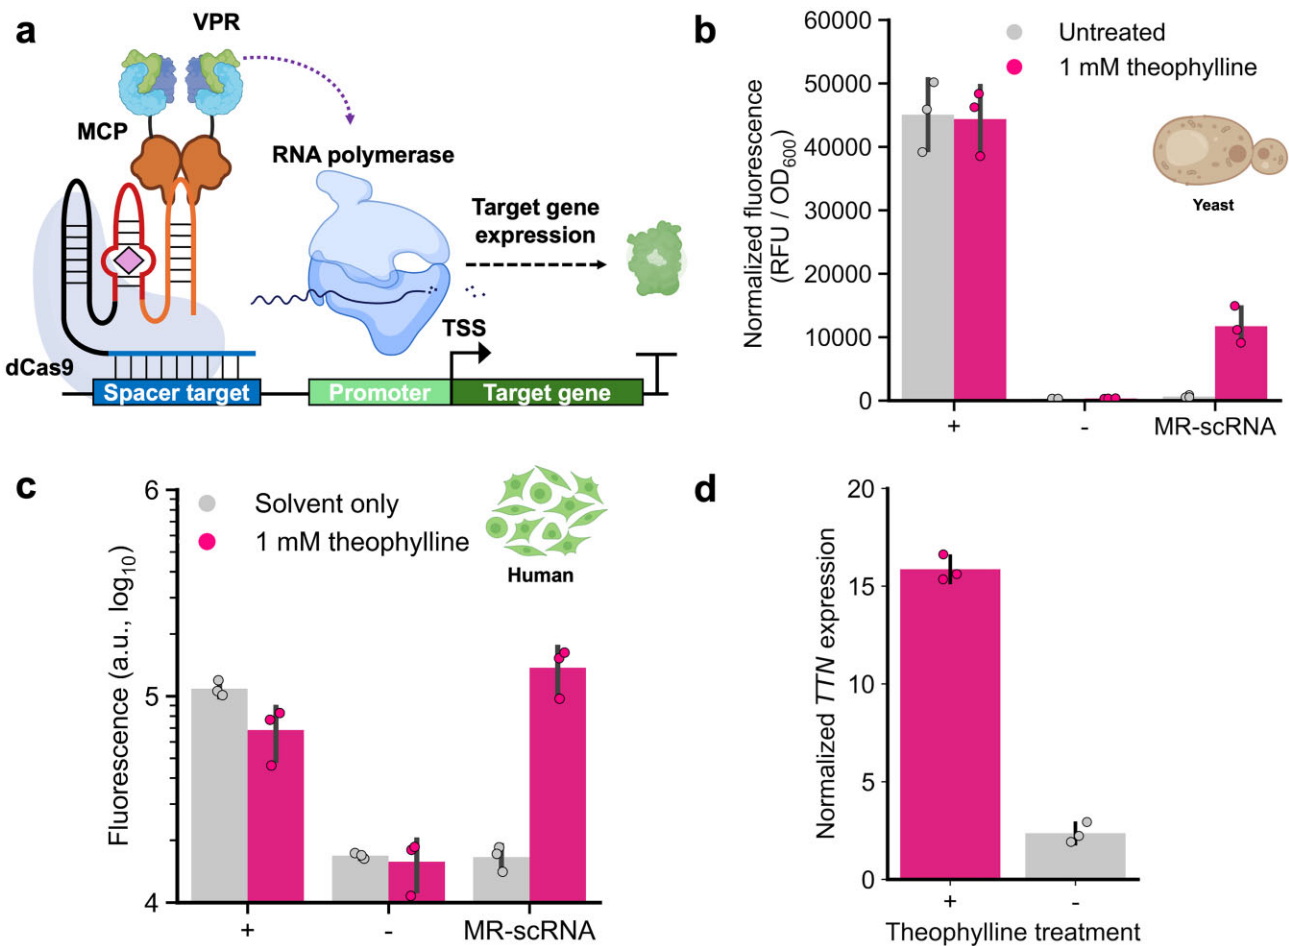 a
VPR
MCP
RNA polymerase
Target gene
expression
TSS
dCas9
Spacer target
Promoter
Target gene
b
Normalized fluorescence
(RFU / OD600)
60000
50000
40000
30000
20000
10000
0
Untreated
1 mM theophylline
Yeast
+
-
MR-scRNA
c
Fluorescence (a.u., log10)
6
5
4
Solvent only
1 mM theophylline
Human
+
-
MR-scRNA
d
Normalized TTN expression
20
15
10
5
0
+
-
Theophylline treatment